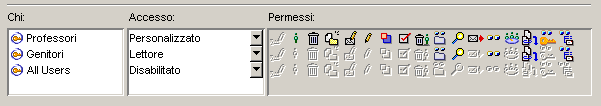 Chi: Accesso: Permessi:
Professori Personalizzato
Genitori Lettore
All Users Disabilitato